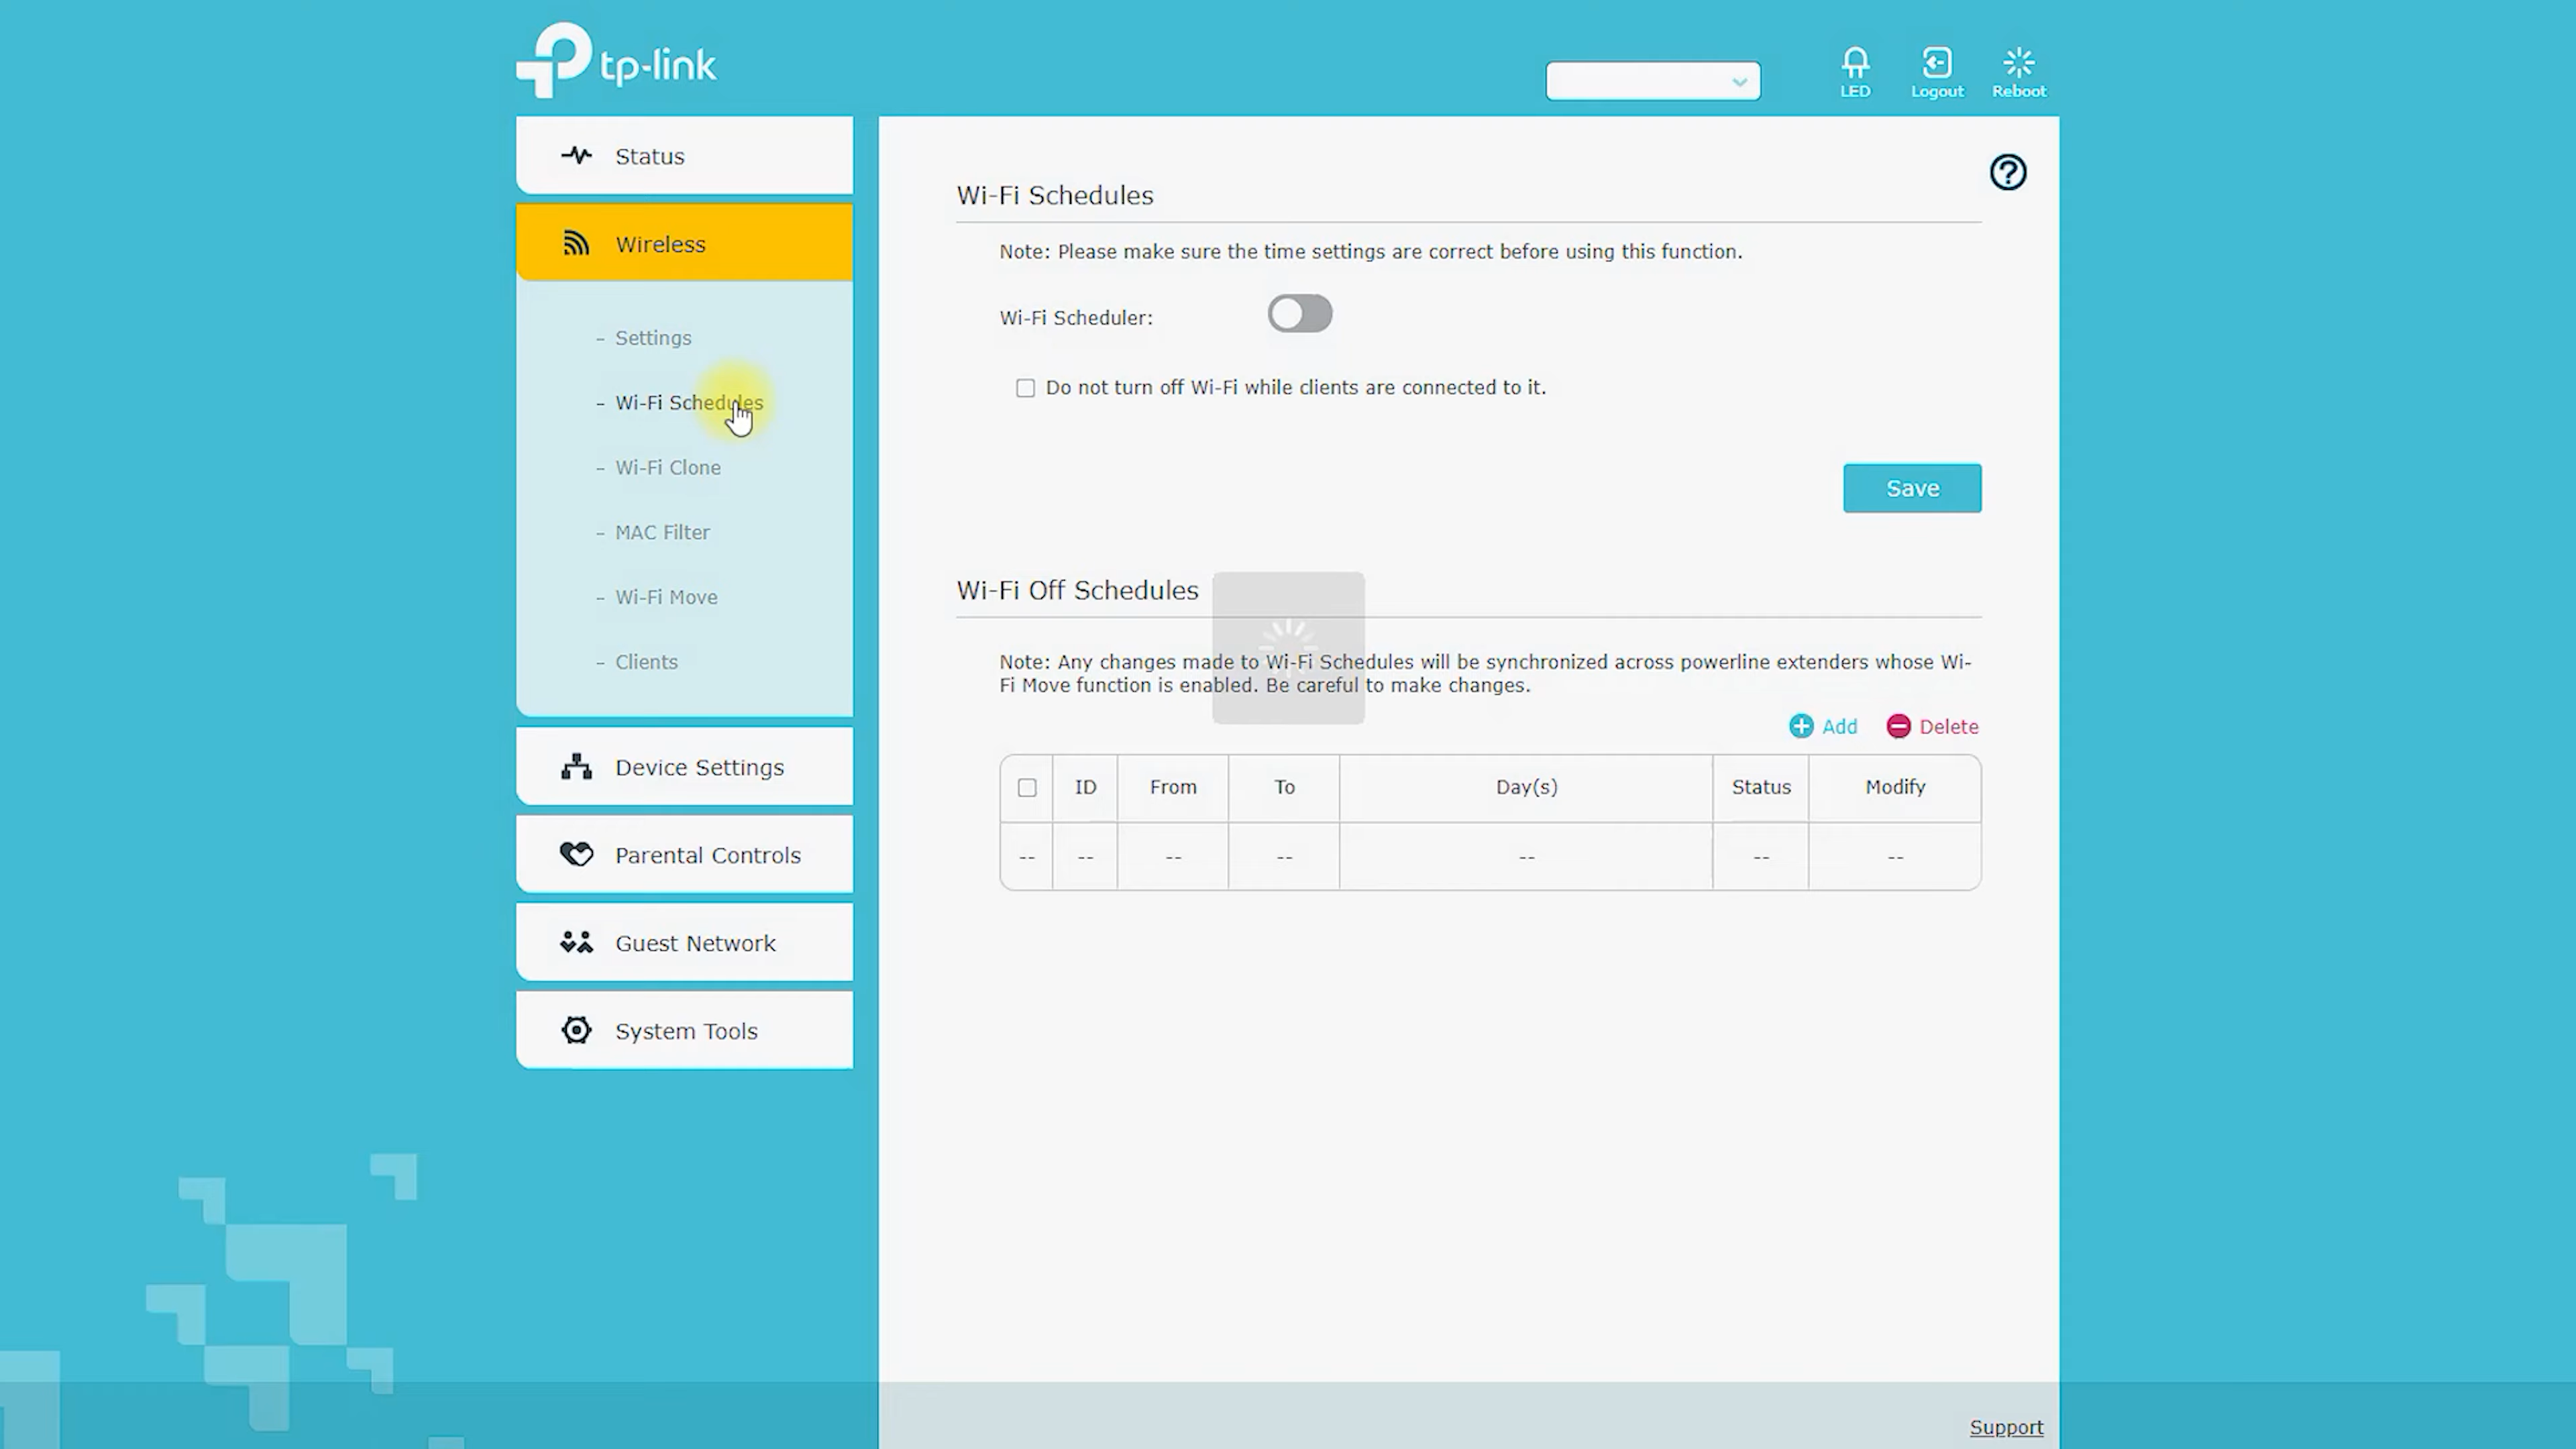 tp-link
LED
Logout
Reboot
Status
Wireless
- Settings
- Wi-Fi Schedules
- Wi-Fi Clone
- MAC Filter
- Wi-Fi Move
- Clients
Device Settings
Parental Controls
Guest Network
System Tools
Wi-Fi Schedules
Note: Please make sure the time settings are correct before using this function.
Wi-Fi Scheduler:
Do not turn off Wi-Fi while clients are connected to it.
Save
Wi-Fi Off Schedules
Note: Any changes made to Wi-Fi Schedules will be synchronized across powerline extenders whose Wi-
Fi Move function is enabled. Be careful to make changes.
Add Delete
ID From To Day(s) Status Modify
-- -- -- -- -- -- --
Support